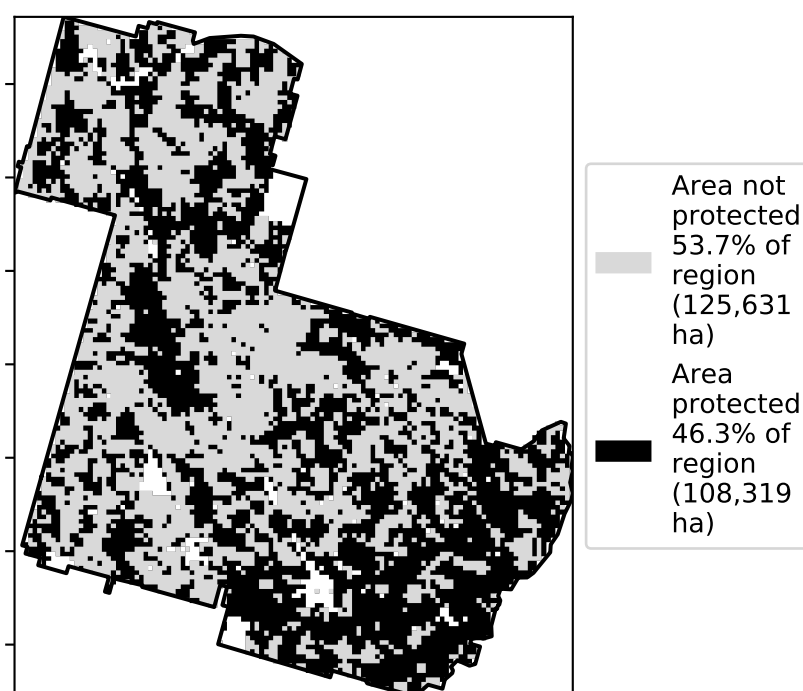 Area not
protected
53.7% of
region
(125,631
ha)
Area
protected
46.3% of
region
(108,319
ha)